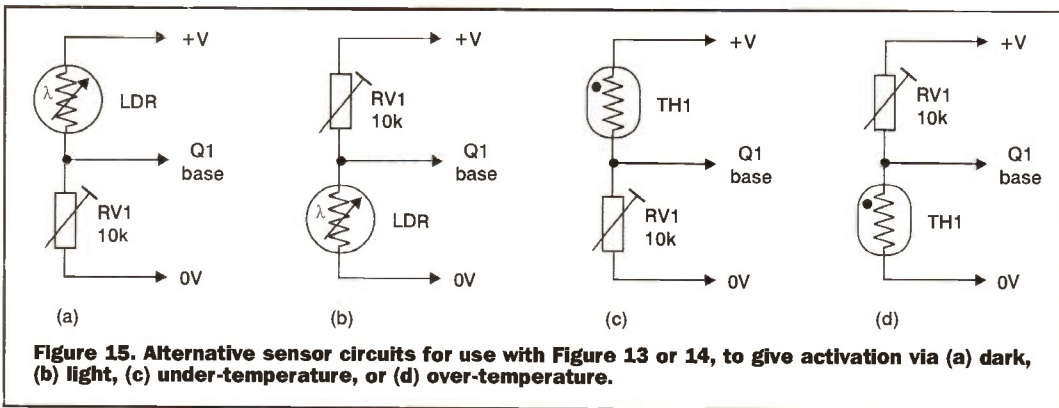 +V
λ
LDR
Q1
base
RV1
10k
0V
(a)
+V
RV1
10k
Q1
base
λ
LDR
0V
(b)
+V
TH1
Q1
base
RV1
10k
0V
(c)
+V
RV1
10k
Q1
base
TH1
0V
(d)
Figure 15. Alternative sensor circuits for use with Figure 13 or 14, to give activation via (a) dark,
(b) light, (c) under-temperature, or (d) over-temperature.